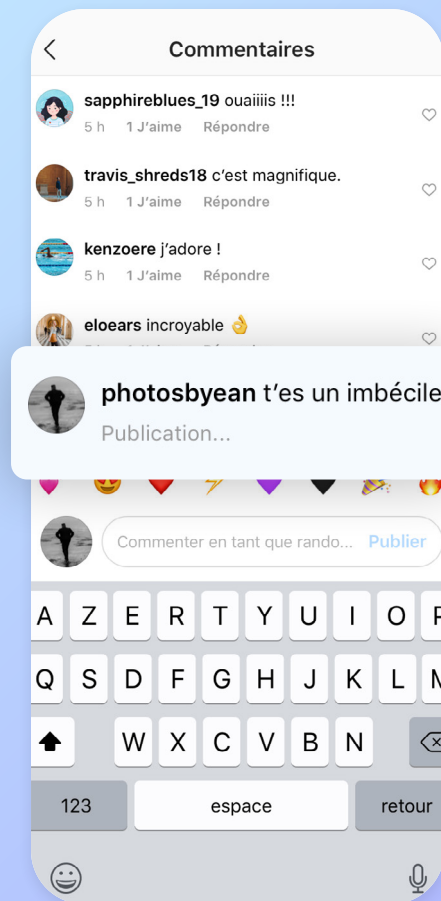 Commentaires
sapphireblues_19 ouaiiiis !!!
5 h 1 J'aime Répondre
travis_shreds18 c'est magnifique.
5 h 1 J'aime Répondre
kenzoere j'adore !
5 h 1 J'aime Répondre
eloears incroyable 👌
photosbyean t'es un imbécile
Publication...
Commenter en tant que rando... Publier
A Z E R T Y U I O P
Q S D F G H J K L M
W X C V B N
123 espace retour